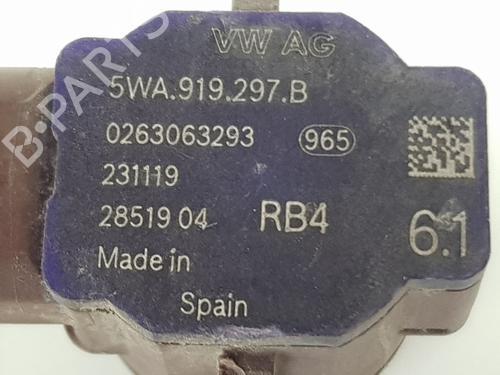 VW AG
5WA.919.297.B
0263063293 965
231119
28519 04 RB4 6.1
Made in
Spain
B-PARTS